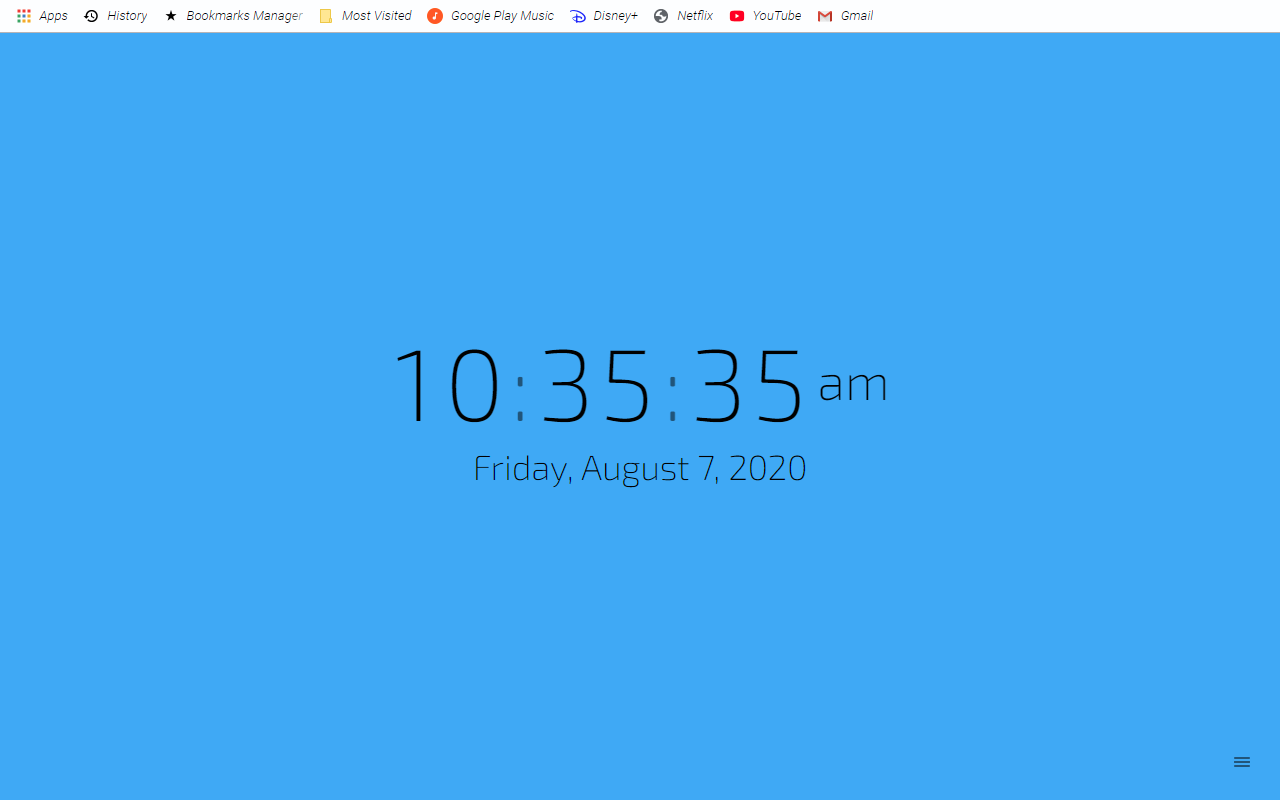 Apps History Bookmarks Manager Most Visited Google Play Music Disney+ Netflix YouTube Gmail
10:35:35 am
Friday, August 7, 2020